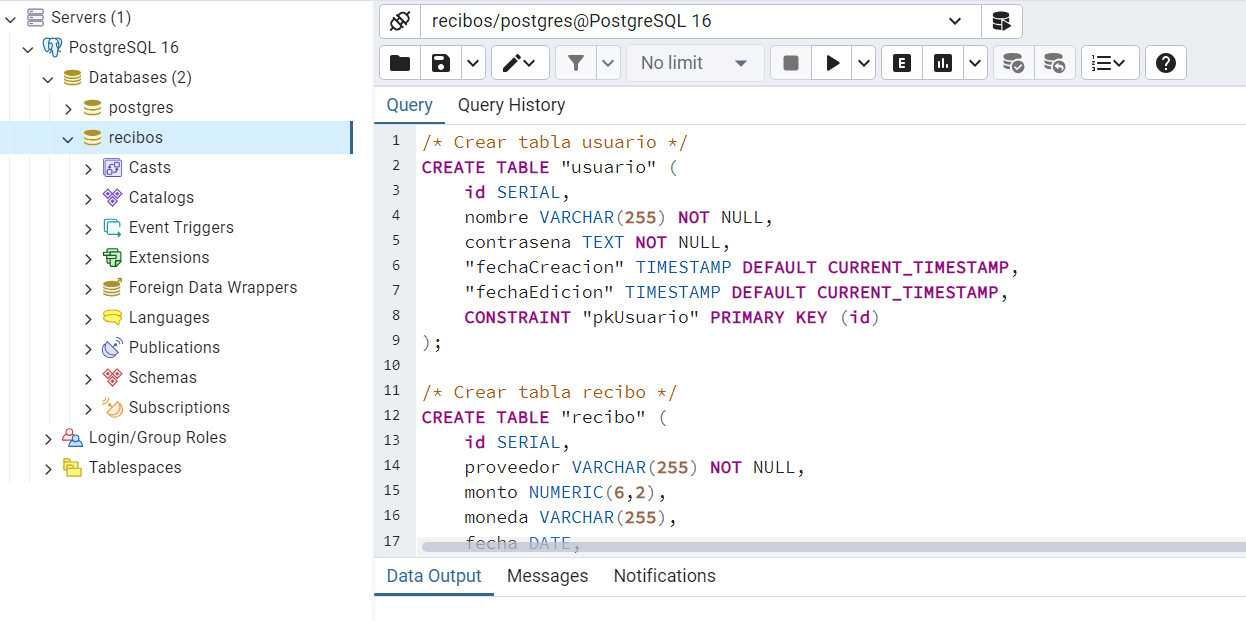 Servers (1)
PostgreSQL 16
Databases (2)
postgres
recibos
Casts
Catalogs
Event Triggers
Extensions
Foreign Data Wrappers
Languages
Publications
Schemas
Subscriptions
Login/Group Roles
Tablespaces
recibos/postgres@PostgreSQL 16
No limit
E
Query Query History
1 /* Crear tabla usuario */
2 CREATE TABLE "usuario" (
3 id SERIAL,
4 nombre VARCHAR(255) NOT NULL,
5 contrasena TEXT NOT NULL,
6 "fechaCreacion" TIMESTAMP DEFAULT CURRENT_TIMESTAMP,
7 "fechaEdicion" TIMESTAMP DEFAULT CURRENT_TIMESTAMP,
8 CONSTRAINT "pkUsuario" PRIMARY KEY (id)
9 );
10
11 /* Crear tabla recibo */
12 CREATE TABLE "recibo" (
13 id SERIAL,
14 proveedor VARCHAR(255) NOT NULL,
15 monto NUMERIC(6,2),
16 moneda VARCHAR(255),
17 fecha DATE,
Data Output Messages Notifications